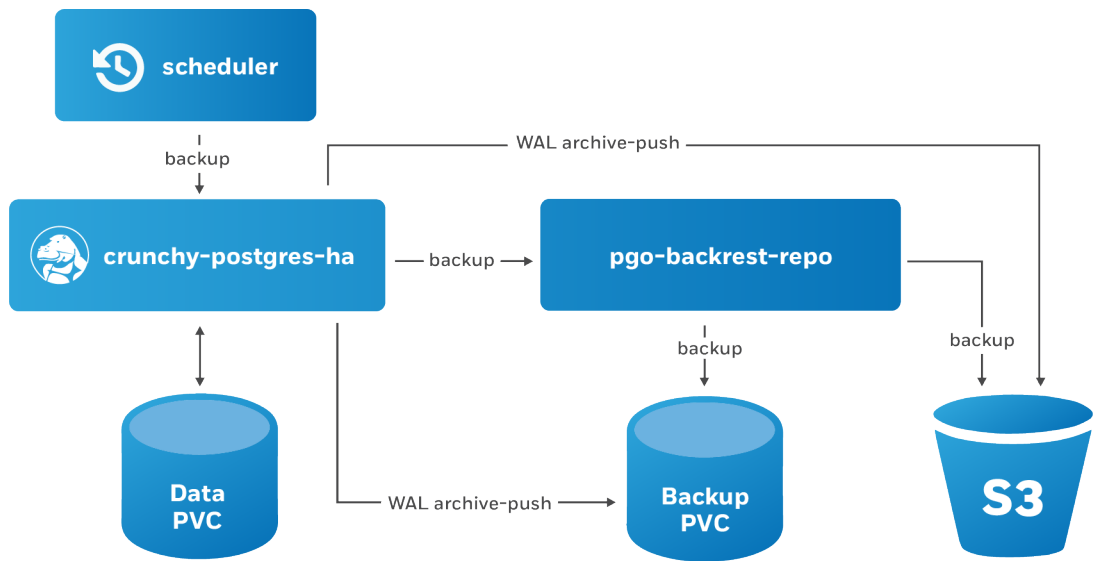 scheduler
backup
WAL archive-push
crunchy-postgres-ha
backup
pgo-backrest-repo
backup
backup
Data
PVC
WAL archive-push
Backup
PVC
S3